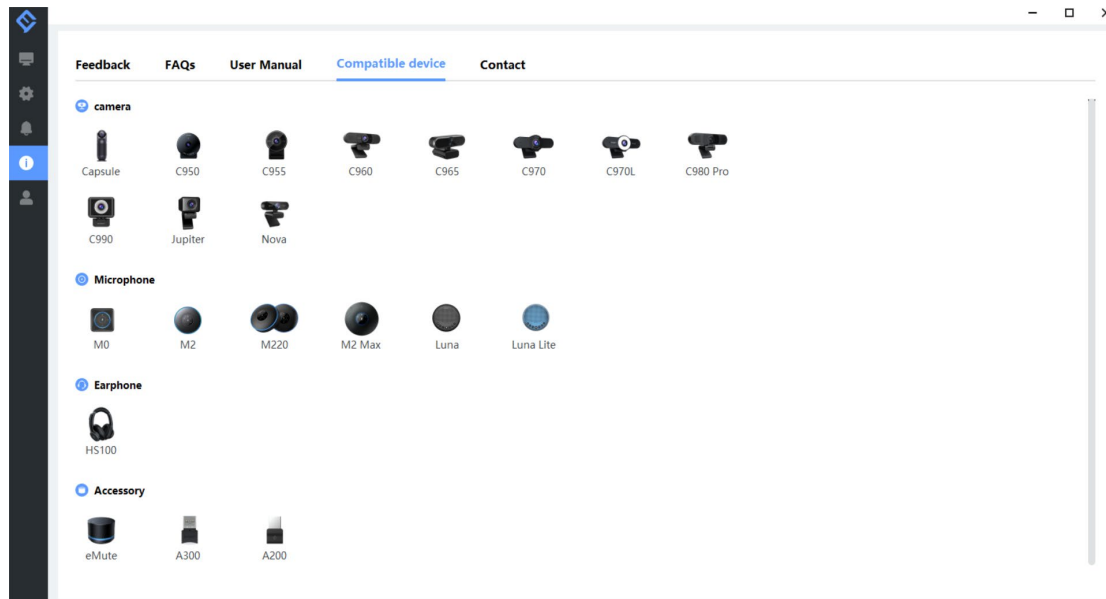 Feedback FAQs User Manual Compatible device Contact
camera
Capsule C950 C955 C960 C965 C970 C970L C980 Pro
C990 Jupiter Nova
Microphone
M0 M2 M220 M2 Max Luna Luna Lite
Earphone
HS100
Accessory
eMute A300 A200